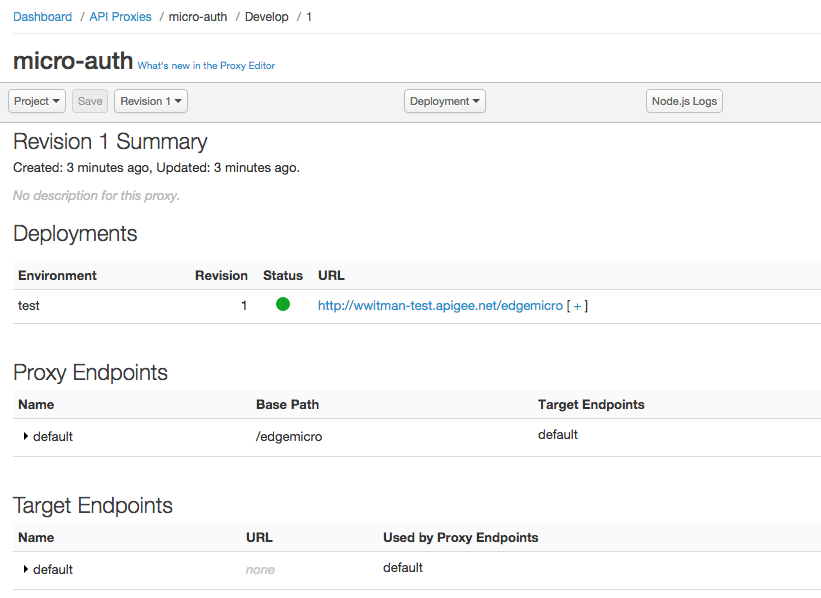 Dashboard / API Proxies / micro-auth / Develop / 1
micro-auth What's new in the Proxy Editor
Project Save Revision 1 Deployment Node.js Logs
Revision 1 Summary
Created: 3 minutes ago, Updated: 3 minutes ago.
No description for this proxy.
Deployments
Environment Revision Status URL
test 1 http://wwitman-test.apigee.net/edgemicro [ + ]
Proxy Endpoints
Name Base Path Target Endpoints
default /edgemicro default
Target Endpoints
Name URL Used by Proxy Endpoints
default none default